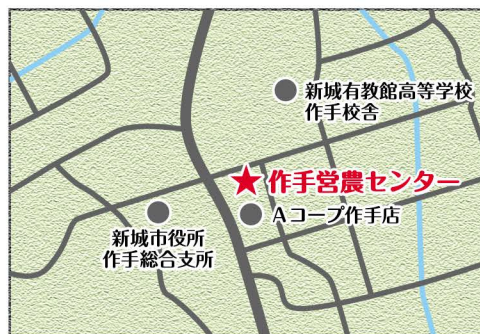 新城有教館高等学校
作手校舎
作手営農センター
Aコープ作手店
新城市役所
作手総合支所